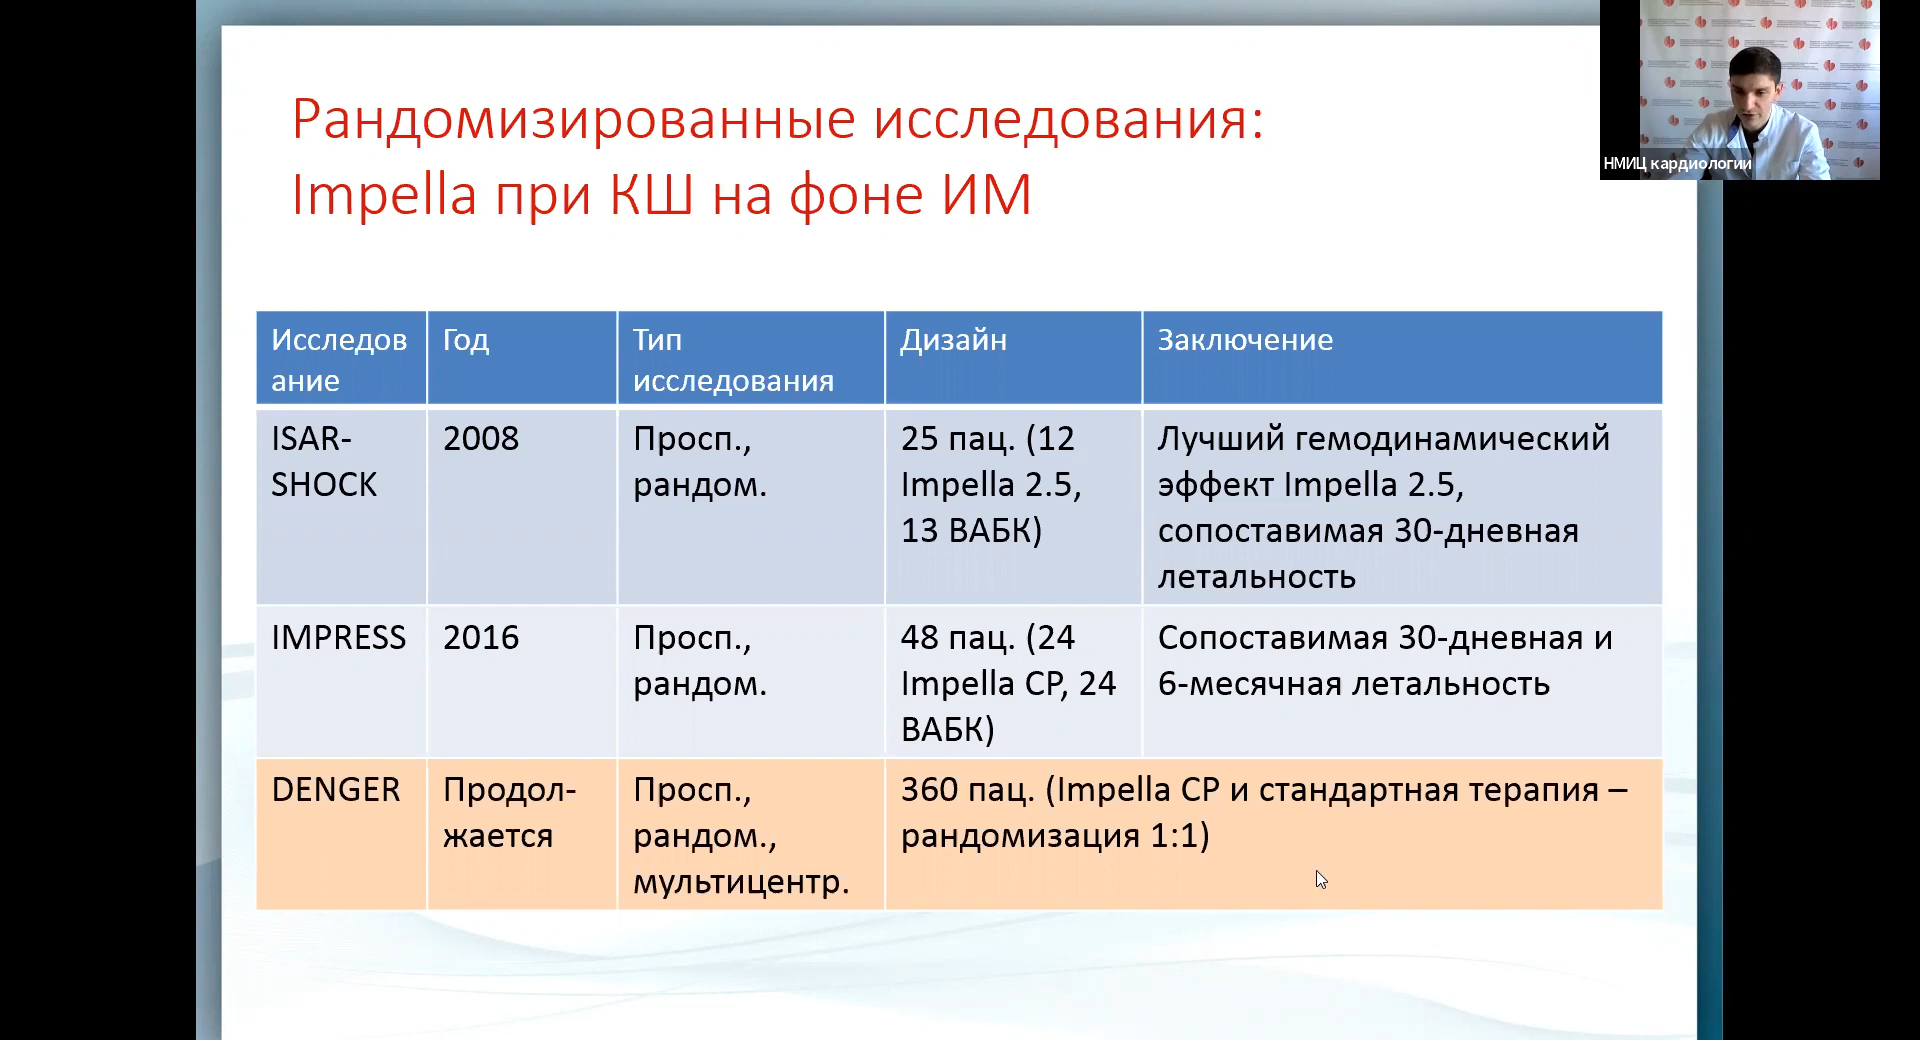 Рандомизированные исследования:
Impella при КШ на фоне ИМ
НМИЦ кардиологии
Исследов
ание
Год
Тип
исследования
Дизайн
Заключение
ISAR-
SHOCK
2008
Просп.,
рандом.
25 пац. (12
Impella 2.5,
13 ВАБК)
Лучший гемодинамический
эффект Impella 2.5,
сопоставимая 30-дневная
летальность
IMPRESS
2016
Просп.,
рандом.
48 пац. (24
Impella CP, 24
ВАБК)
Сопоставимая 30-дневная и
6-месячная летальность
DENGER
Продол-
жается
Просп.,
рандом.,
мультицентр.
360 пац. (Impella CP и стандартная терапия –
рандомизация 1:1)